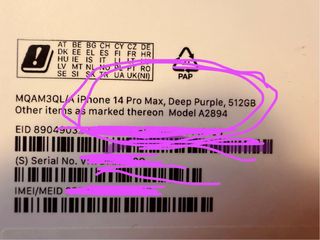 AT BE BG CH CY CZ DE
DK EE EL ES FI FR HR
HU IE IS IT LI LT LU
LV MT NL NO PL PT RO
SE SI SK TR UA UK(NI)
PAP
MQAM3QL/A iPhone 14 Pro Max, Deep Purple, 512GB
Other items as marked thereon Model A2894
EID
(S) Serial No.
IMEI/MEID